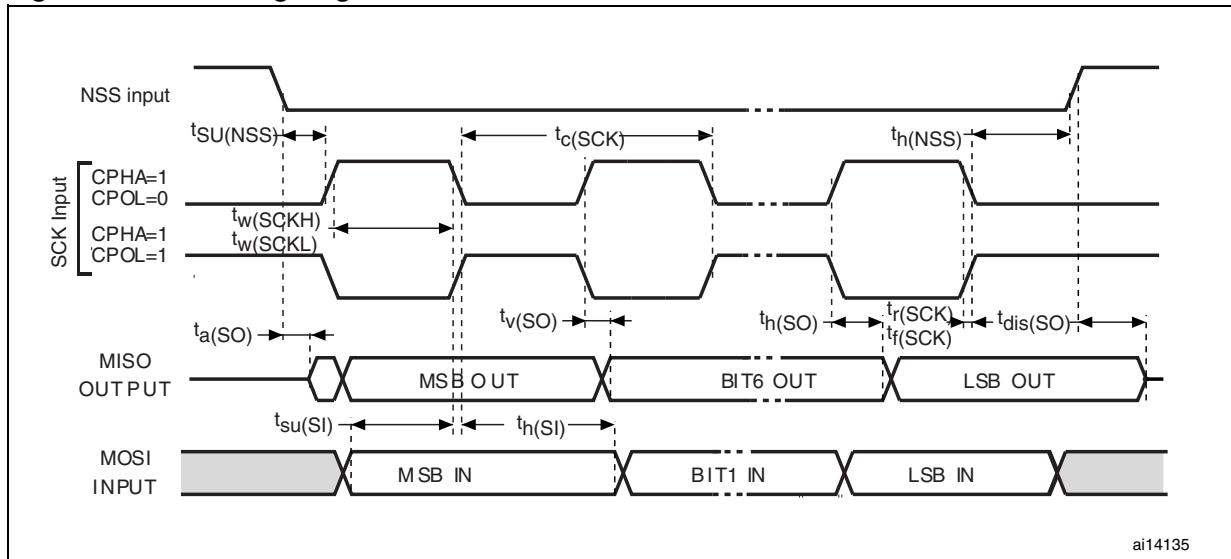 NSS input
tSU(NSS)
tc(SCK)
th(NSS)
SCK Input
CPHA=1
CPOL=0
tw(SCKH)
tw(SCKL)
CPHA=1
CPOL=1
ta(SO)
tv(SO)
th(SO)
tr(SCK)
tf(SCK)
tdis(SO)
MISO
OUTPUT
MSB OUT
BIT6 OUT
LSB OUT
tsu(SI)
th(SI)
MOSI
INPUT
MSB IN
BIT1 IN
LSB IN
ai14135